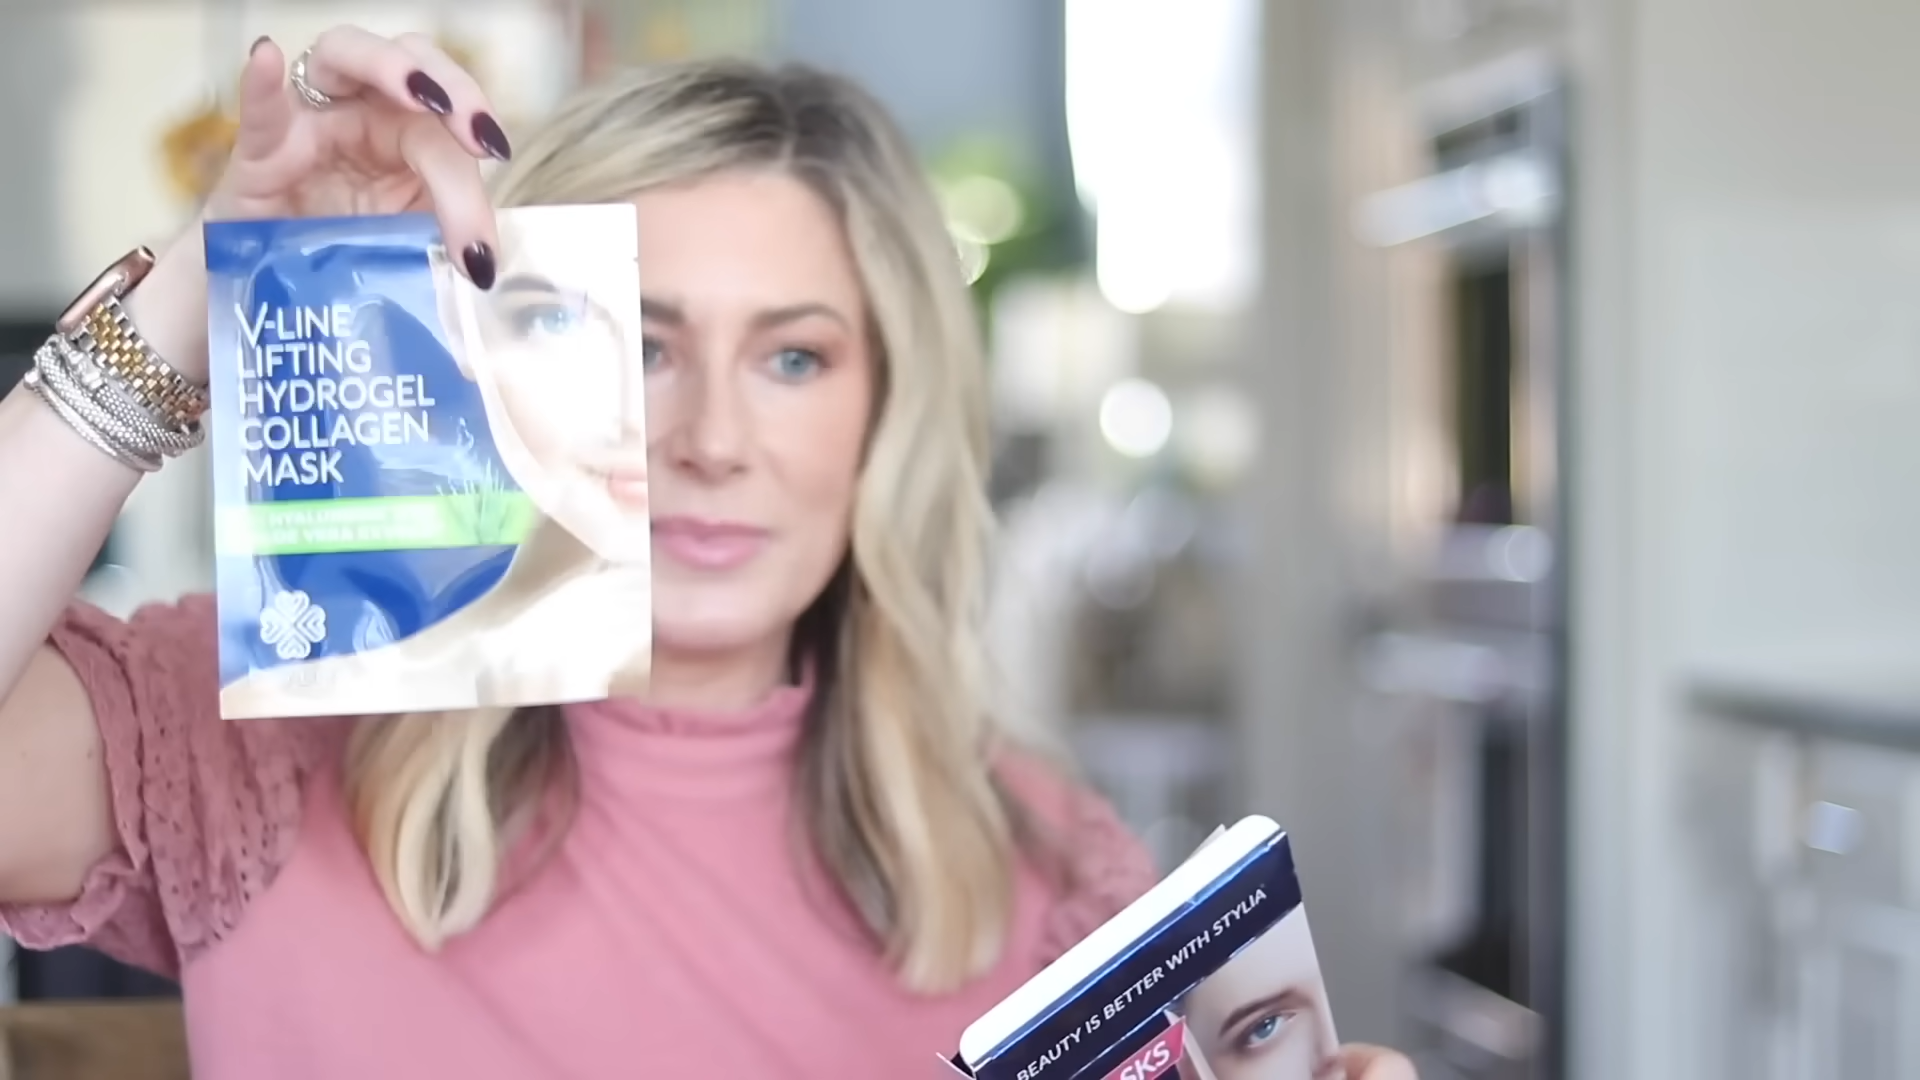 V-LINE
LIFTING
HYDROGEL
COLLAGEN
MASK
BEAUTY IS BETTER WITH STYLIA
SKS